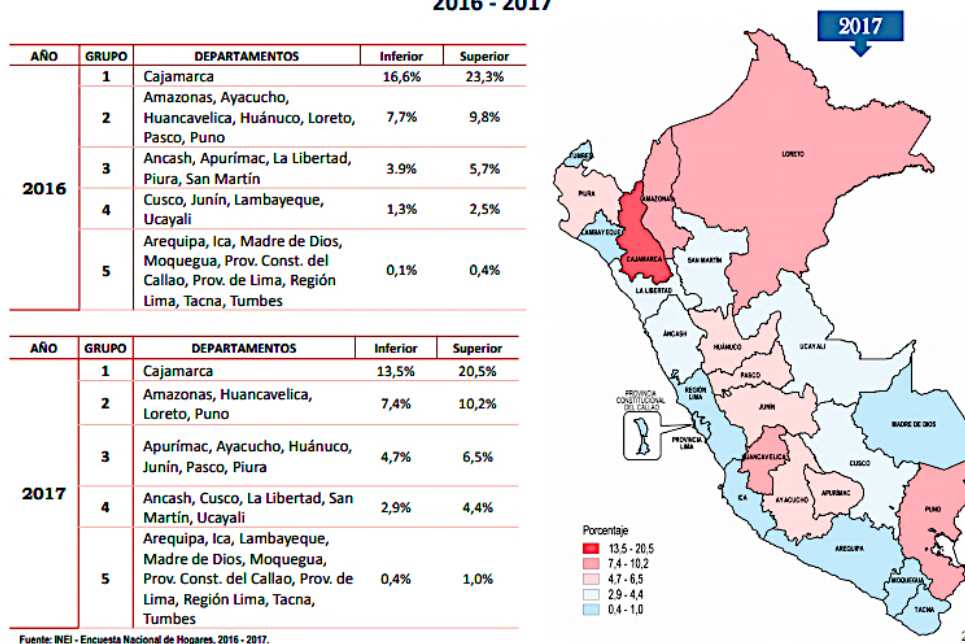 2016 - 2017
AÑO GRUPO DEPARTAMENTOS Inferior Superior
2016
1 Cajamarca 16,6% 23,3%
2 Amazonas, Ayacucho,
Huancavelica, Huánuco, Loreto,
Pasco, Puno 7,7% 9,8%
3 Ancash, Apurímac, La Libertad,
Piura, San Martín 3.9% 5,7%
4 Cusco, Junín, Lambayeque,
Ucayali 1,3% 2,5%
5 Arequipa, Ica, Madre de Dios,
Moquegua, Prov. Const. del
Callao, Prov. de Lima, Región
Lima, Tacna, Tumbes 0,1% 0,4%
AÑO GRUPO DEPARTAMENTOS Inferior Superior
2017
1 Cajamarca 13,5% 20,5%
2 Amazonas, Huancavelica,
Loreto, Puno 7,4% 10,2%
3 Apurímac, Ayacucho, Huánuco,
Junín, Pasco, Piura 4,7% 6,5%
4 Ancash, Cusco, La Libertad, San
Martín, Ucayali 2,9% 4,4%
5 Arequipa, Ica, Lambayeque,
Madre de Dios, Moquegua,
Prov. Const. del Callao, Prov. de
Lima, Región Lima, Tacna,
Tumbes 0,4% 1,0%
Fuente: INEI - Encuesta Nacional de Hogares, 2016 - 2017.
2017
TUMBES
PIURA
LORETO
AMAZONAS
LAMBAYEQUE
CAJAMARCA
SAN MARTÍN
LA LIBERTAD
ÁNCASH
HUÁNUCO
UCAYALI
PASCO
REGIÓN
LIMA
PROVINCIA
CONSTITUCIONAL
DEL CALLAO
JUNÍN
PROVINCIA
LIMA
MADRE DE DIOS
HUANCAVELICA
CUSCO
ICA
AYACUCHO
APURÍMAC
PUNO
AREQUIPA
MOQUEGUA
TACNA
Porcentaje
13,5 - 20,5
7,4 - 10,2
4,7 - 6,5
2,9 - 4,4
0,4 - 1,0